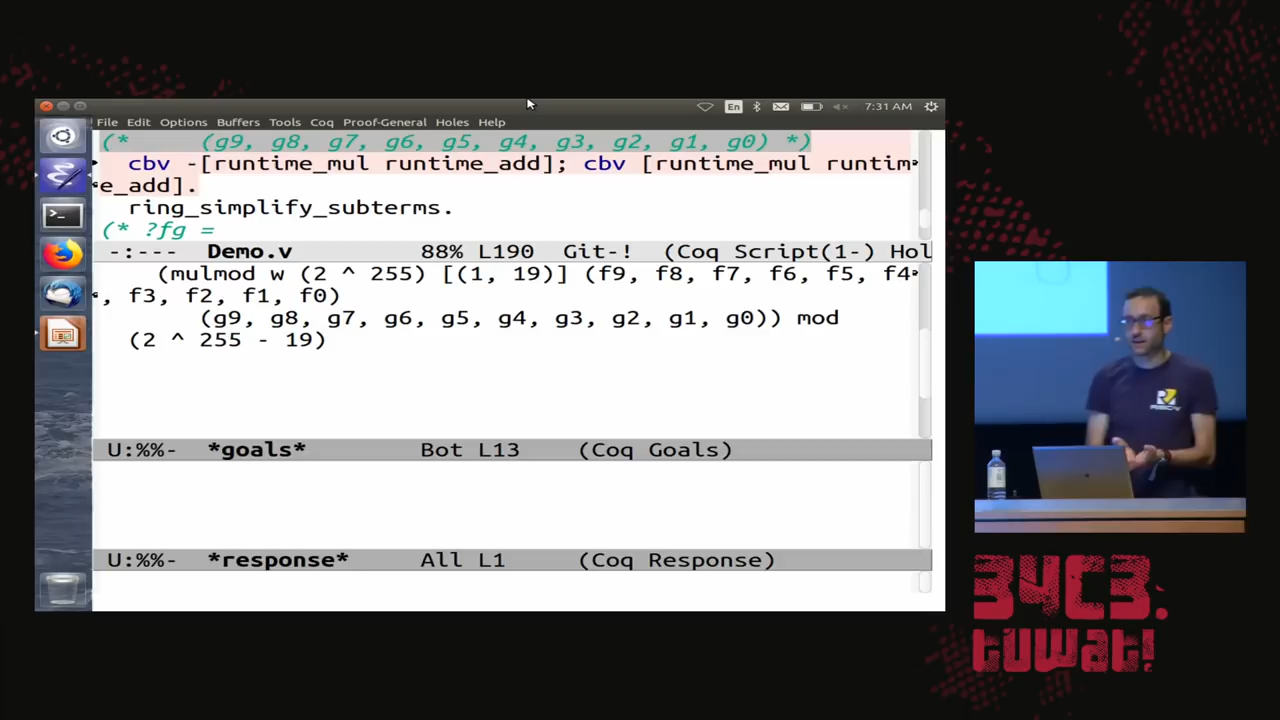 En 7:31 AM
File Edit Options Buffers Tools Coq Proof-General Holes Help
(* (g9, g8, g7, g6, g5, g4, g3, g2, g1, g0) *)
cbv -[runtime_mul runtime_add]; cbv [runtime_mul runtim
e_add].
ring_simplify_subterms.
(* ?fg =
-:--- Demo.v 88% L190 Git-! (Coq Script(1-) Hol
(mulmod w (2 ^ 255) [(1, 19)] (f9, f8, f7, f6, f5, f4
, f3, f2, f1, f0)
(g9, g8, g7, g6, g5, g4, g3, g2, g1, g0)) mod
(2 ^ 255 - 19)
U:%%- *goals* Bot L13 (Coq Goals)
U:%%- *response* All L1 (Coq Response)
34C3.
tuwat!